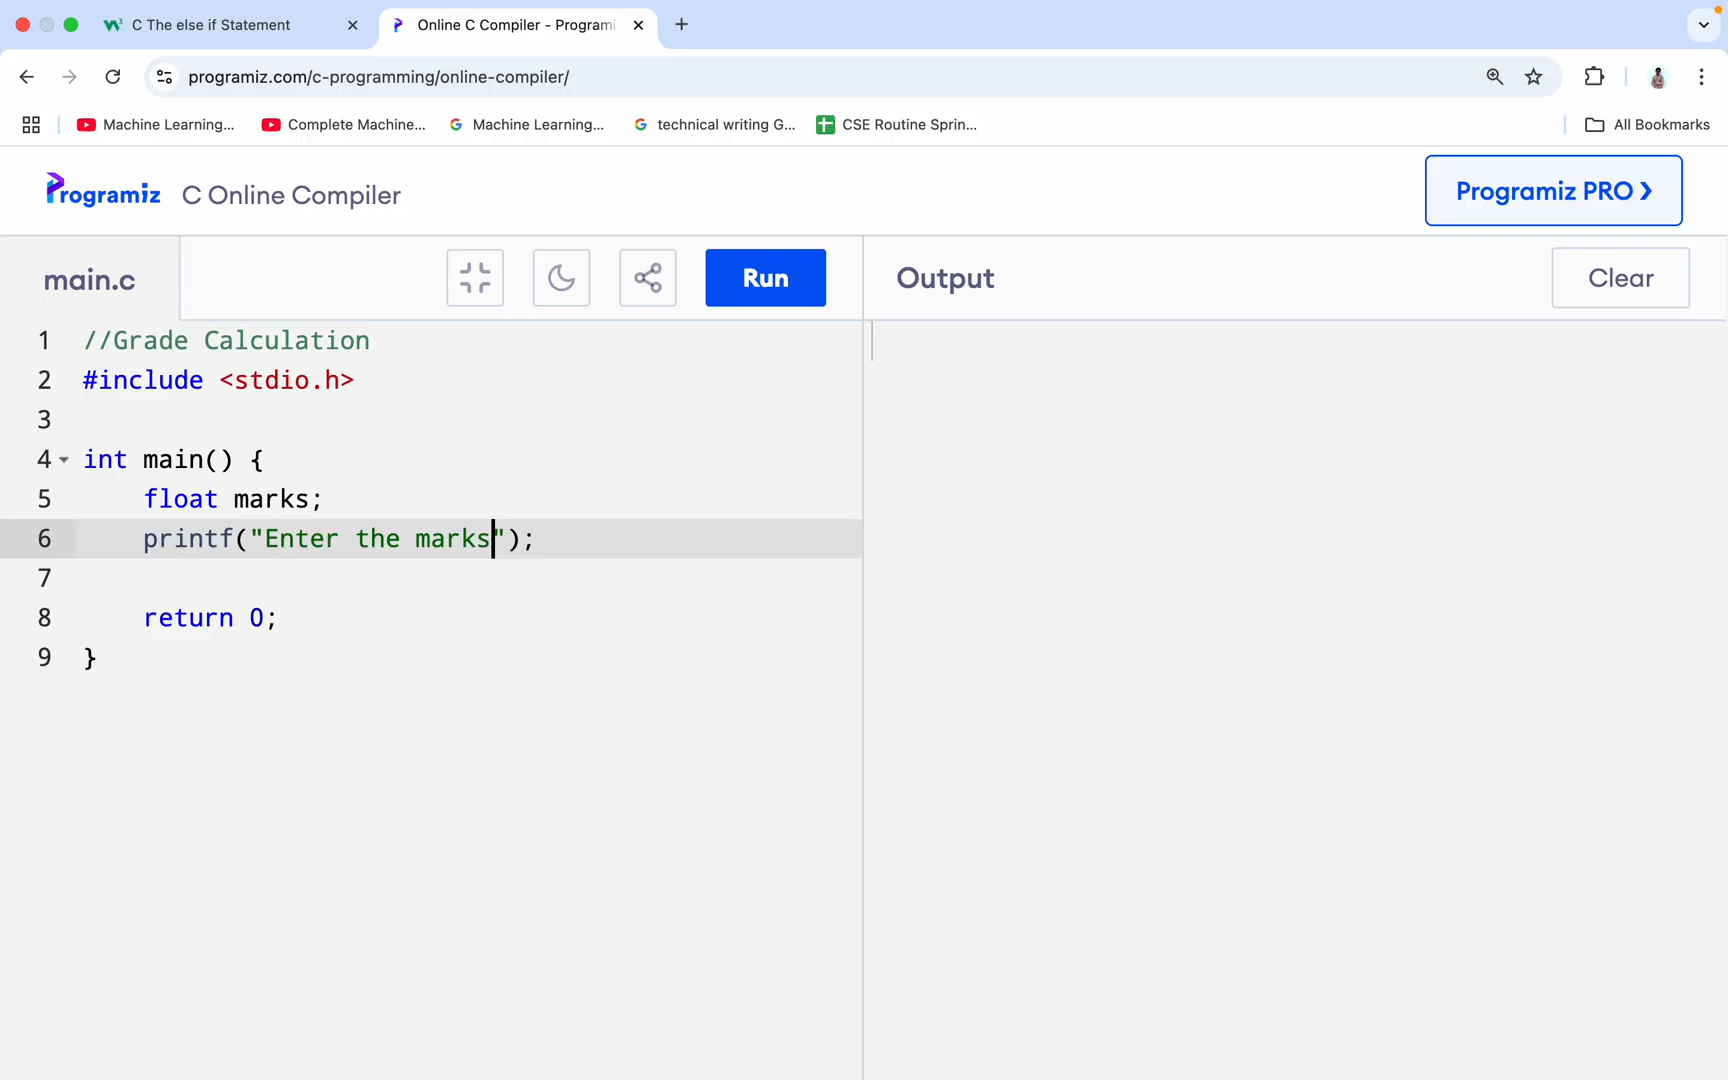 C The else if Statement
Online C Compiler - Programi
programiz.com/c-programming/online-compiler/
Machine Learning...
Complete Machine...
Machine Learning...
technical writing G...
CSE Routine Sprin...
All Bookmarks
Programiz
C Online Compiler
Programiz PRO
main.c
Run
Output
Clear
1 //Grade Calculation
2 #include <stdio.h>
3
4 int main() {
5 float marks;
6 printf("Enter the marks");
7
8 return 0;
9 }